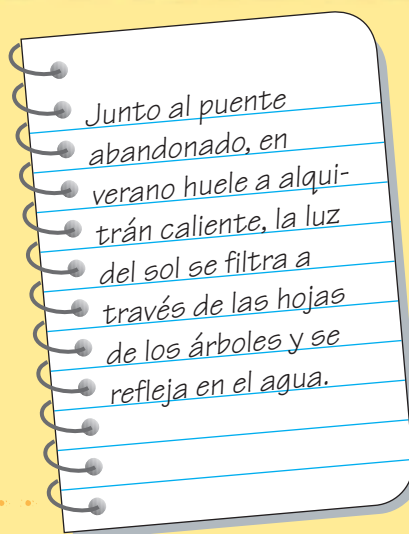 Junto al puente
abandonado, en
verano huele a alqui-
trán caliente, la luz
del sol se filtra a
través de las hojas
de los árboles y se
refleja en el agua.